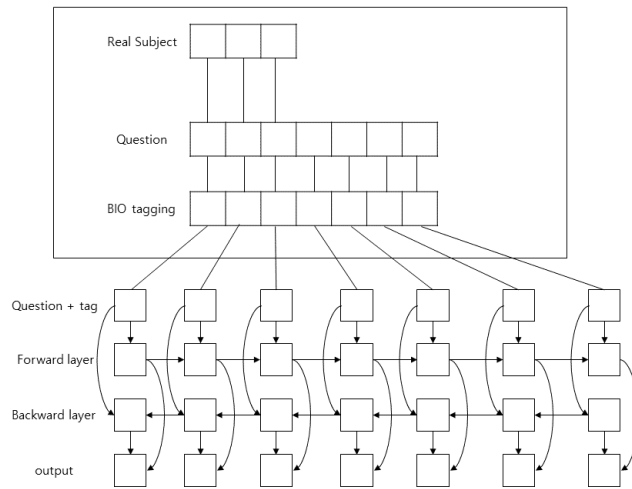 Real Subject
Question
BIO tagging
Question + tag
Forward layer
Backward layer
output